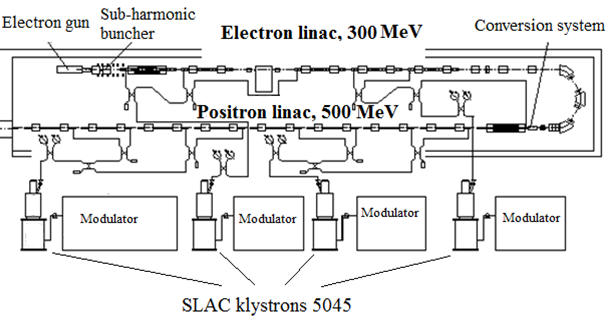 Electron gun
Sub-harmonic
buncher
Electron linac, 300 MeV
Conversion system
Positron linac, 500 MeV
Modulator
Modulator
Modulator
Modulator
SLAC klystrons 5045